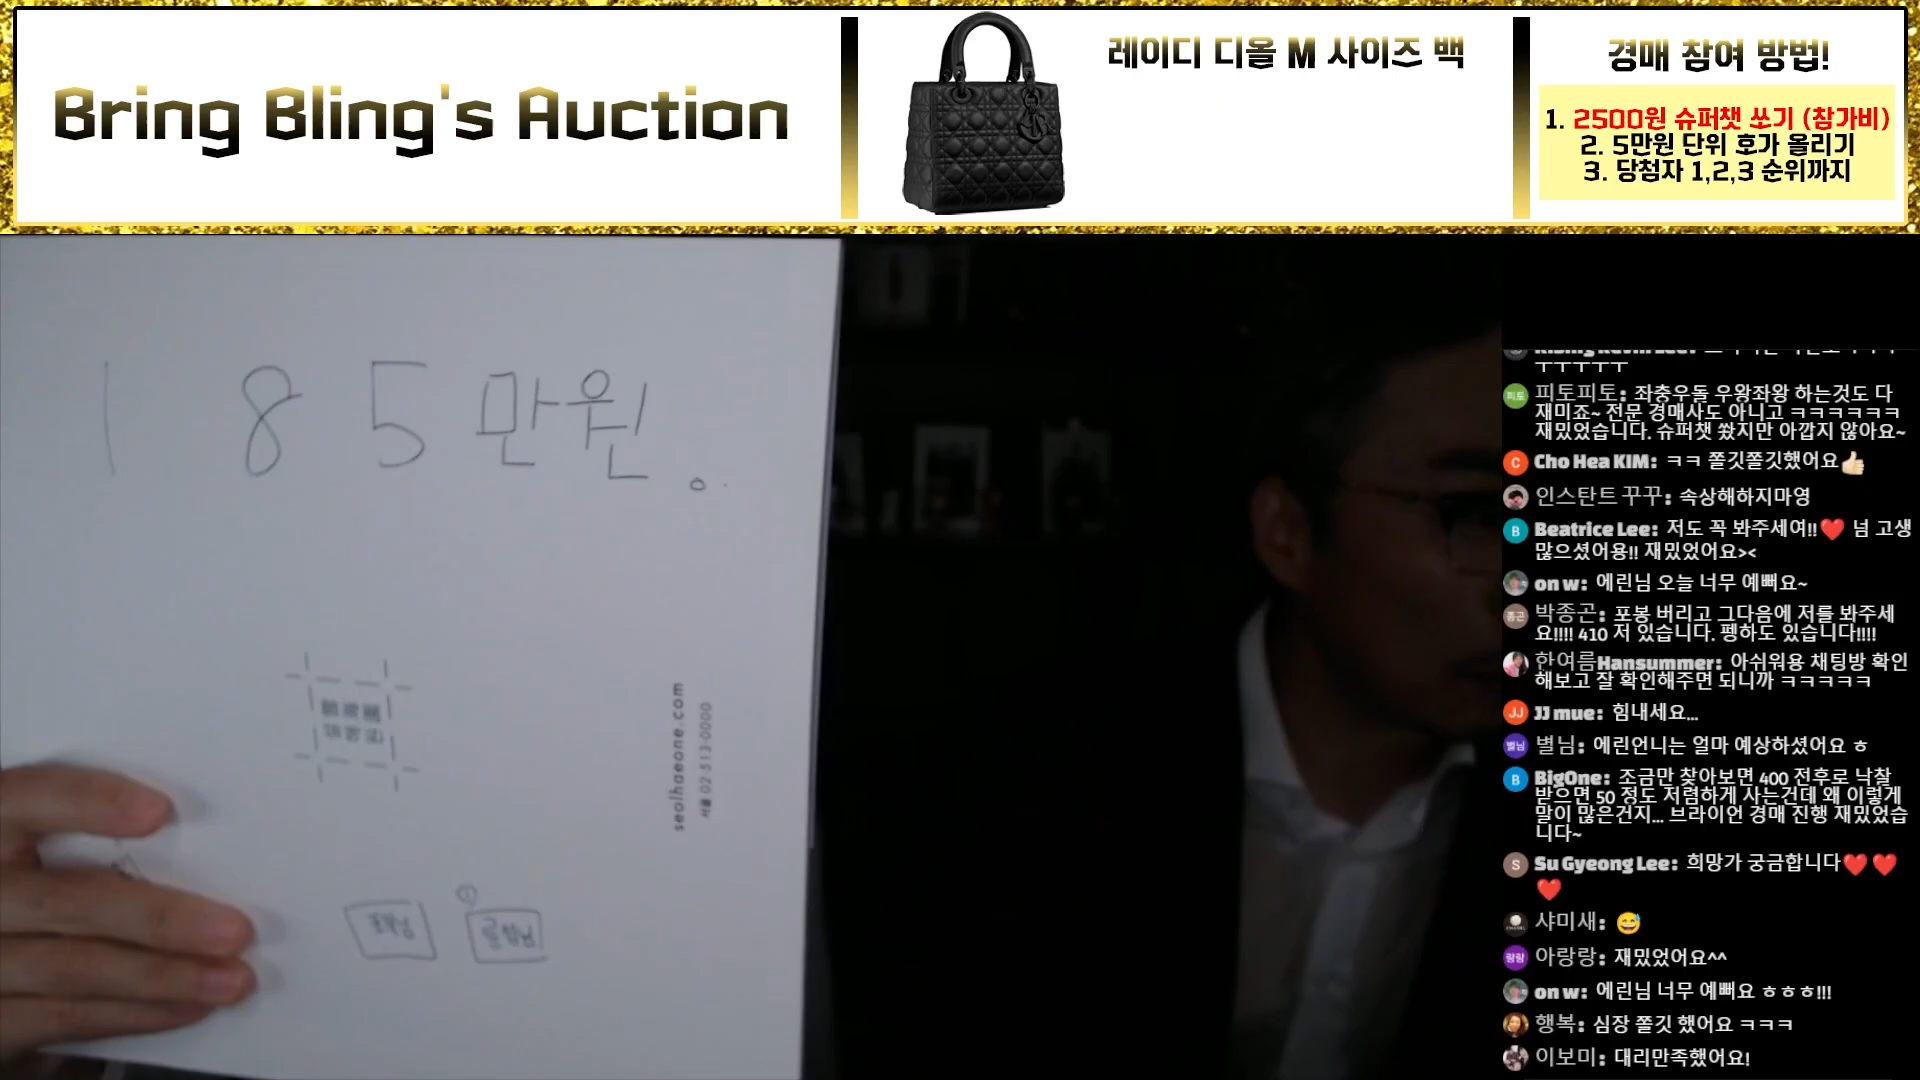 Bring Bling's Auction
레이디 디올 M 사이즈 백
경매 참여 방법!
1. 2500원 슈퍼챗 쏘기 (참가비)
2. 5만원 단위 호가 올리기
3. 당첨자 1,2,3 순위까지
1 8 5 만원.
seolhaeone.com
서울 02 513 0000
ㅜㅜㅜㅜㅜ
피토피토: 좌충우돌 우왕좌왕 하는것도 다
재미죠~ 전문 경매사도 아니고 ㅋㅋㅋㅋㅋㅋ
재밌었습니다. 슈퍼챗 쐈지만 아깝지 않아요~
Cho Hea KIM: ㅋㅋ 쫄깃쫄깃했어요👍🏻
인스탄트 꾸꾸: 속상해하지마영
Beatrice Lee: 저도 꼭 봐주세여!!❤️ 넘 고생
많으셨어용!! 재밌었어요><
on w: 에린님 오늘 너무 예뻐요~
박종곤: 포봉 버리고 그다음에 저를 봐주세
요!!!! 410 저 있습니다. 펭하도 있습니다!!!!
한여름Hansummer: 아쉬워용 채팅방 확인
해보고 잘 확인해주면 되니까 ㅋㅋㅋㅋㅋ
JJ mue: 힘내세요...
별님: 에린언니는 얼마 예상하셨어요 ㅎ
BigOne: 조금만 찾아보면 400 전후로 낙찰
받으면 50 정도 저렴하게 사는건데 왜 이렇게
말이 많은건지... 브라이언 경매 진행 재밌었습
니다~
Su Gyeong Lee: 희망가 궁금합니다❤️❤️
❤️
샤미새: 😅
아랑랑: 재밌었어요^^
on w: 에린님 너무 예뻐요 ㅎㅎㅎ!!!
행복: 심장 쫄깃 했어요 ㅋㅋㅋ
이보미: 대리만족했어요!